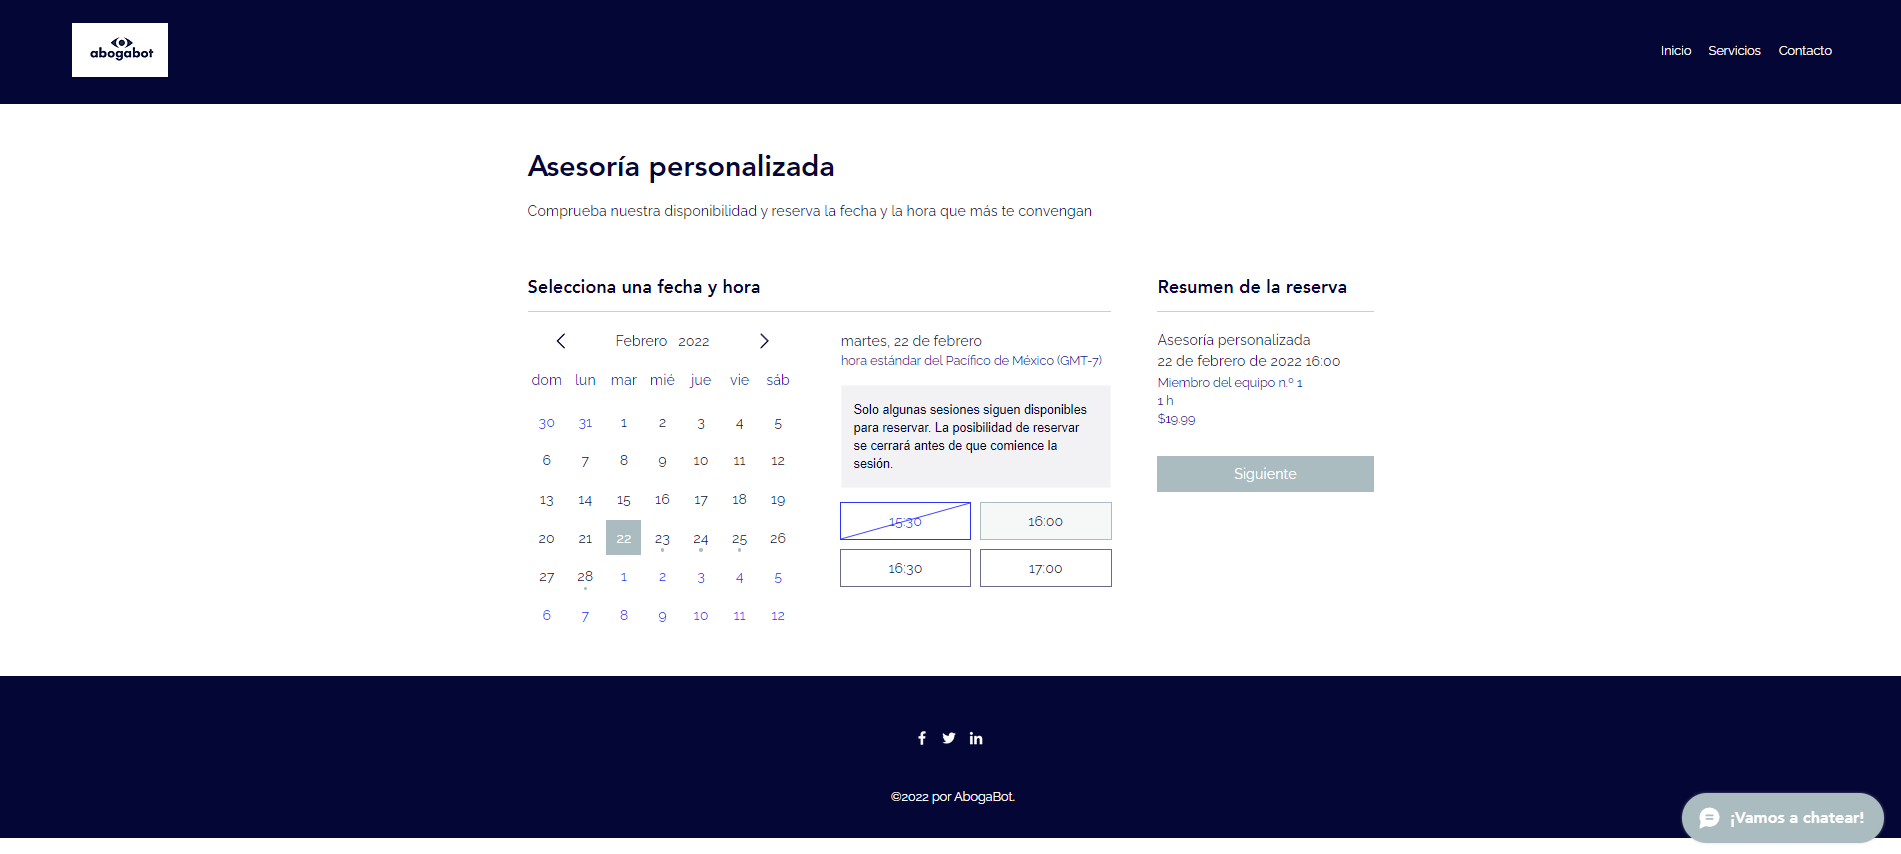 abogabot
Inicio Servicios Contacto
Asesoría personalizada
Comprueba nuestra disponibilidad y reserva la fecha y la hora que más te convengan
Selecciona una fecha y hora
Febrero 2022
dom lun mar mié jue vie sáb
30 31 1 2 3 4 5
6 7 8 9 10 11 12
13 14 15 16 17 18 19
20 21 22 23 24 25 26
27 28 1 2 3 4 5
6 7 8 9 10 11 12
martes, 22 de febrero
hora estándar del Pacífico de México (GMT-7)
Solo algunas sesiones siguen disponibles
para reservar. La posibilidad de reservar
se cerrará antes de que comience la
sesión.
15:30 16:00
16:30 17:00
Resumen de la reserva
Asesoría personalizada
22 de febrero de 2022 16:00
Miembro del equipo n.º 1
1 h
$19.99
Siguiente
©2022 por AbogaBot.
¡Vamos a chatear!